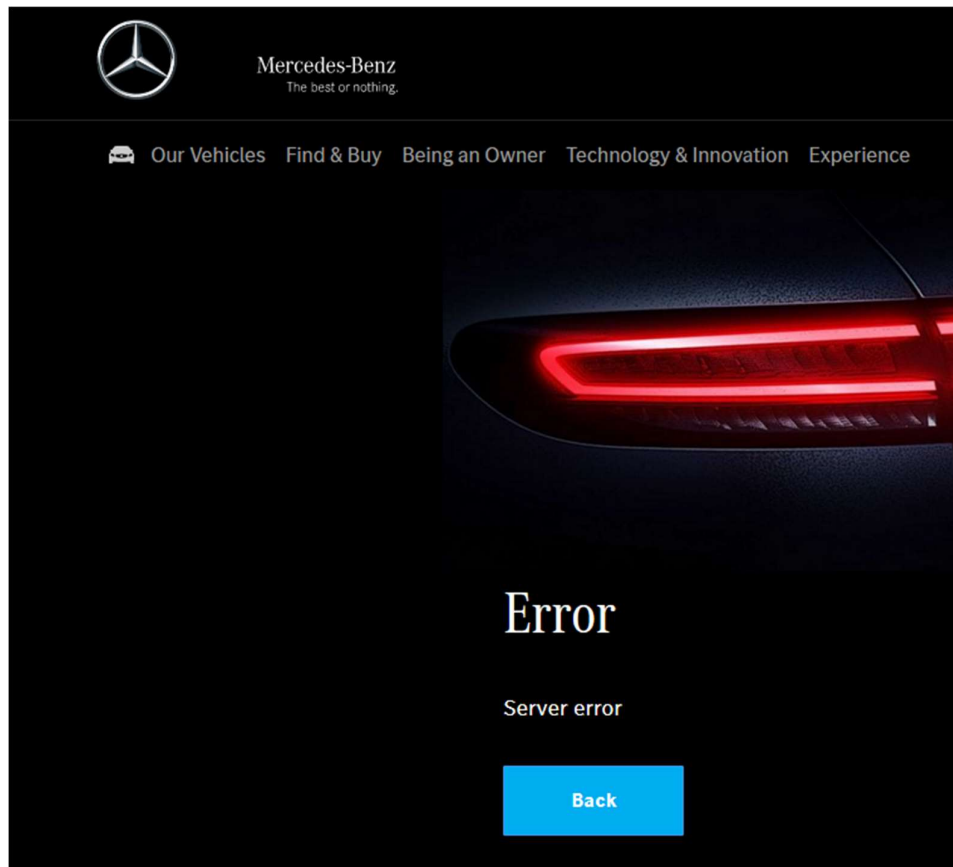 Mercedes-Benz
The best or nothing.
Our Vehicles Find & Buy Being an Owner Technology & Innovation Experience
Error
Server error
Back